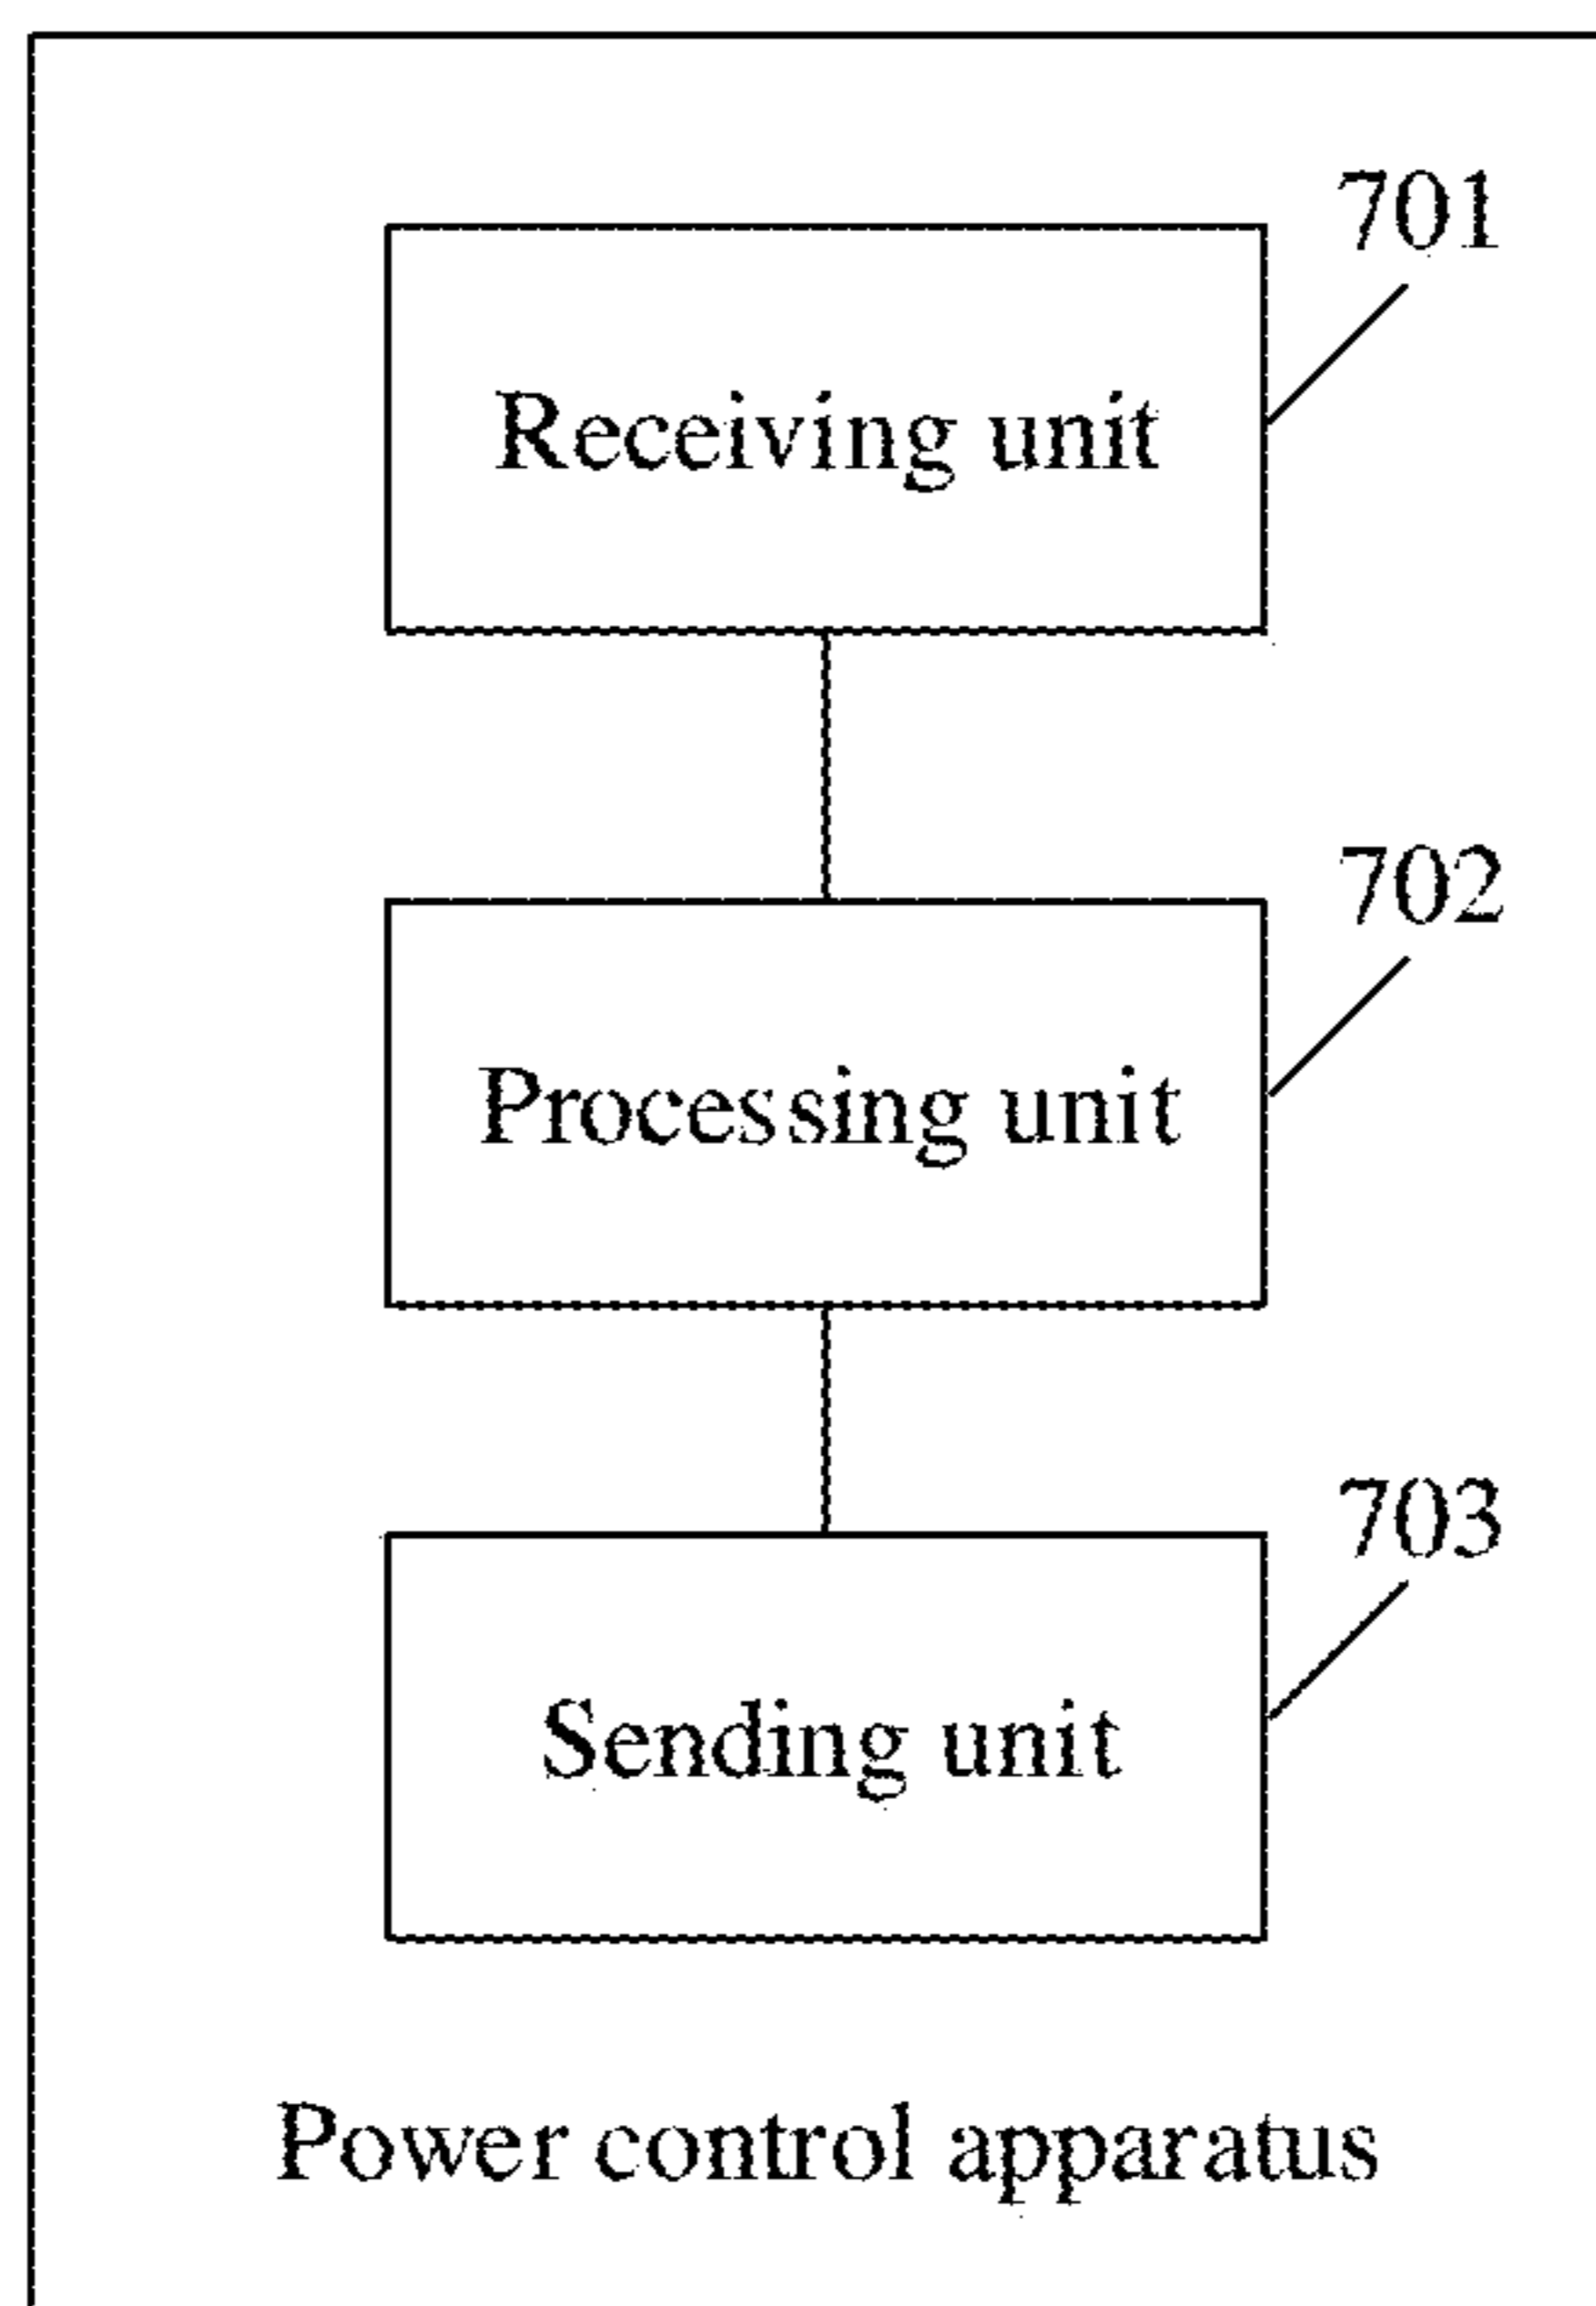 701
Receiving unit
702
Processing unit
703
Sending unit
Power control apparatus